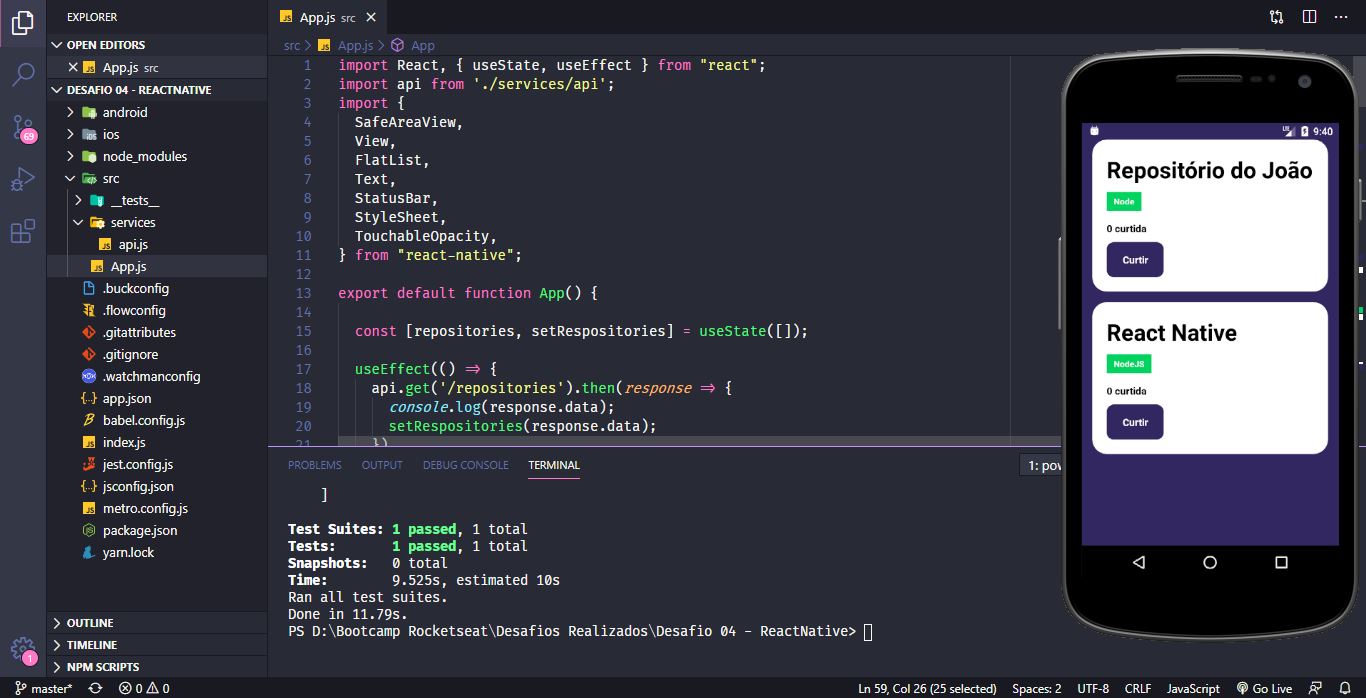 EXPLORER
OPEN EDITORS
App.js src
DESAFIO 04 - REACTNATIVE
android
ios
node_modules
src
__tests__
services
api.js
App.js
.buckconfig
.flowconfig
.gitattributes
.gitignore
.watchmanconfig
app.json
babel.config.js
index.js
jest.config.js
jsconfig.json
metro.config.js
package.json
yarn.lock
OUTLINE
TIMELINE
NPM SCRIPTS
69
1
App.js src
src > App.js > App
1 import React, { useState, useEffect } from "react";
2 import api from './services/api';
3 import {
4 SafeAreaView,
5 View,
6 FlatList,
7 Text,
8 StatusBar,
9 StyleSheet,
10 TouchableOpacity,
11 } from "react-native";
12
13 export default function App() {
14
15 const [repositories, setRespositories] = useState([]);
16
17 useEffect(() => {
18 api.get('/repositories').then(response => {
19 console.log(response.data);
20 setRespositories(response.data);
21 })
PROBLEMS OUTPUT DEBUG CONSOLE TERMINAL 1: pow
]
Test Suites: 1 passed, 1 total
Tests: 1 passed, 1 total
Snapshots: 0 total
Time: 9.525s, estimated 10s
Ran all test suites.
Done in 11.79s.
PS D:\Bootcamp Rocketseat\Desafios Realizados\Desafio 04 - ReactNative>
9:40
Repositório do João
Node
0 curtida
Curtir
React Native
NodeJS
0 curtida
Curtir
master* 0 0 Ln 59, Col 26 (25 selected) Spaces: 2 UTF-8 CRLF JavaScript Go Live